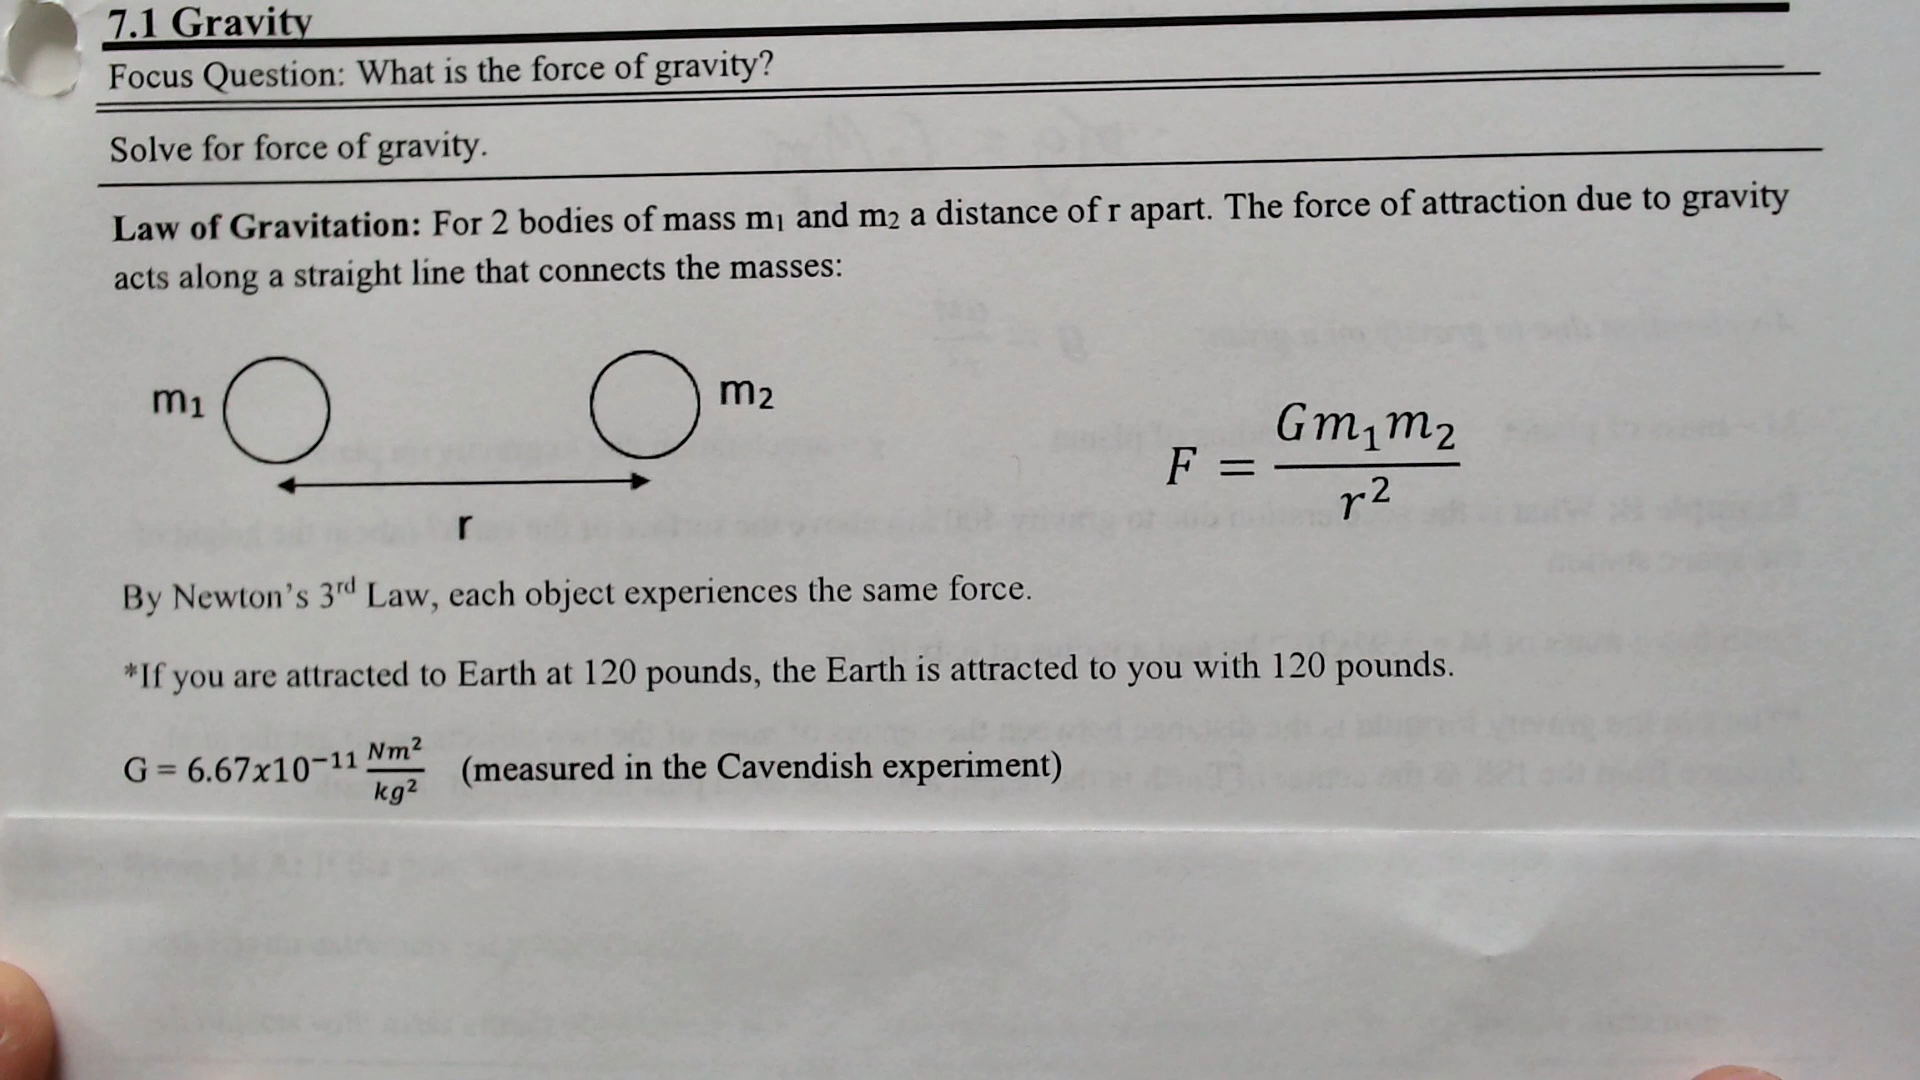 7.1 Gravity
Focus Question: What is the force of gravity?
Solve for force of gravity.
Law of Gravitation: For 2 bodies of mass m₁ and m₂ a distance of r apart. The force of attraction due to gravity
acts along a straight line that connects the masses:
m₁ m₂
r
F = Gm₁m₂ / r²
By Newton's 3rd Law, each object experiences the same force.
*If you are attracted to Earth at 120 pounds, the Earth is attracted to you with 120 pounds.
G = 6.67x10⁻¹¹ Nm²/kg² (measured in the Cavendish experiment)